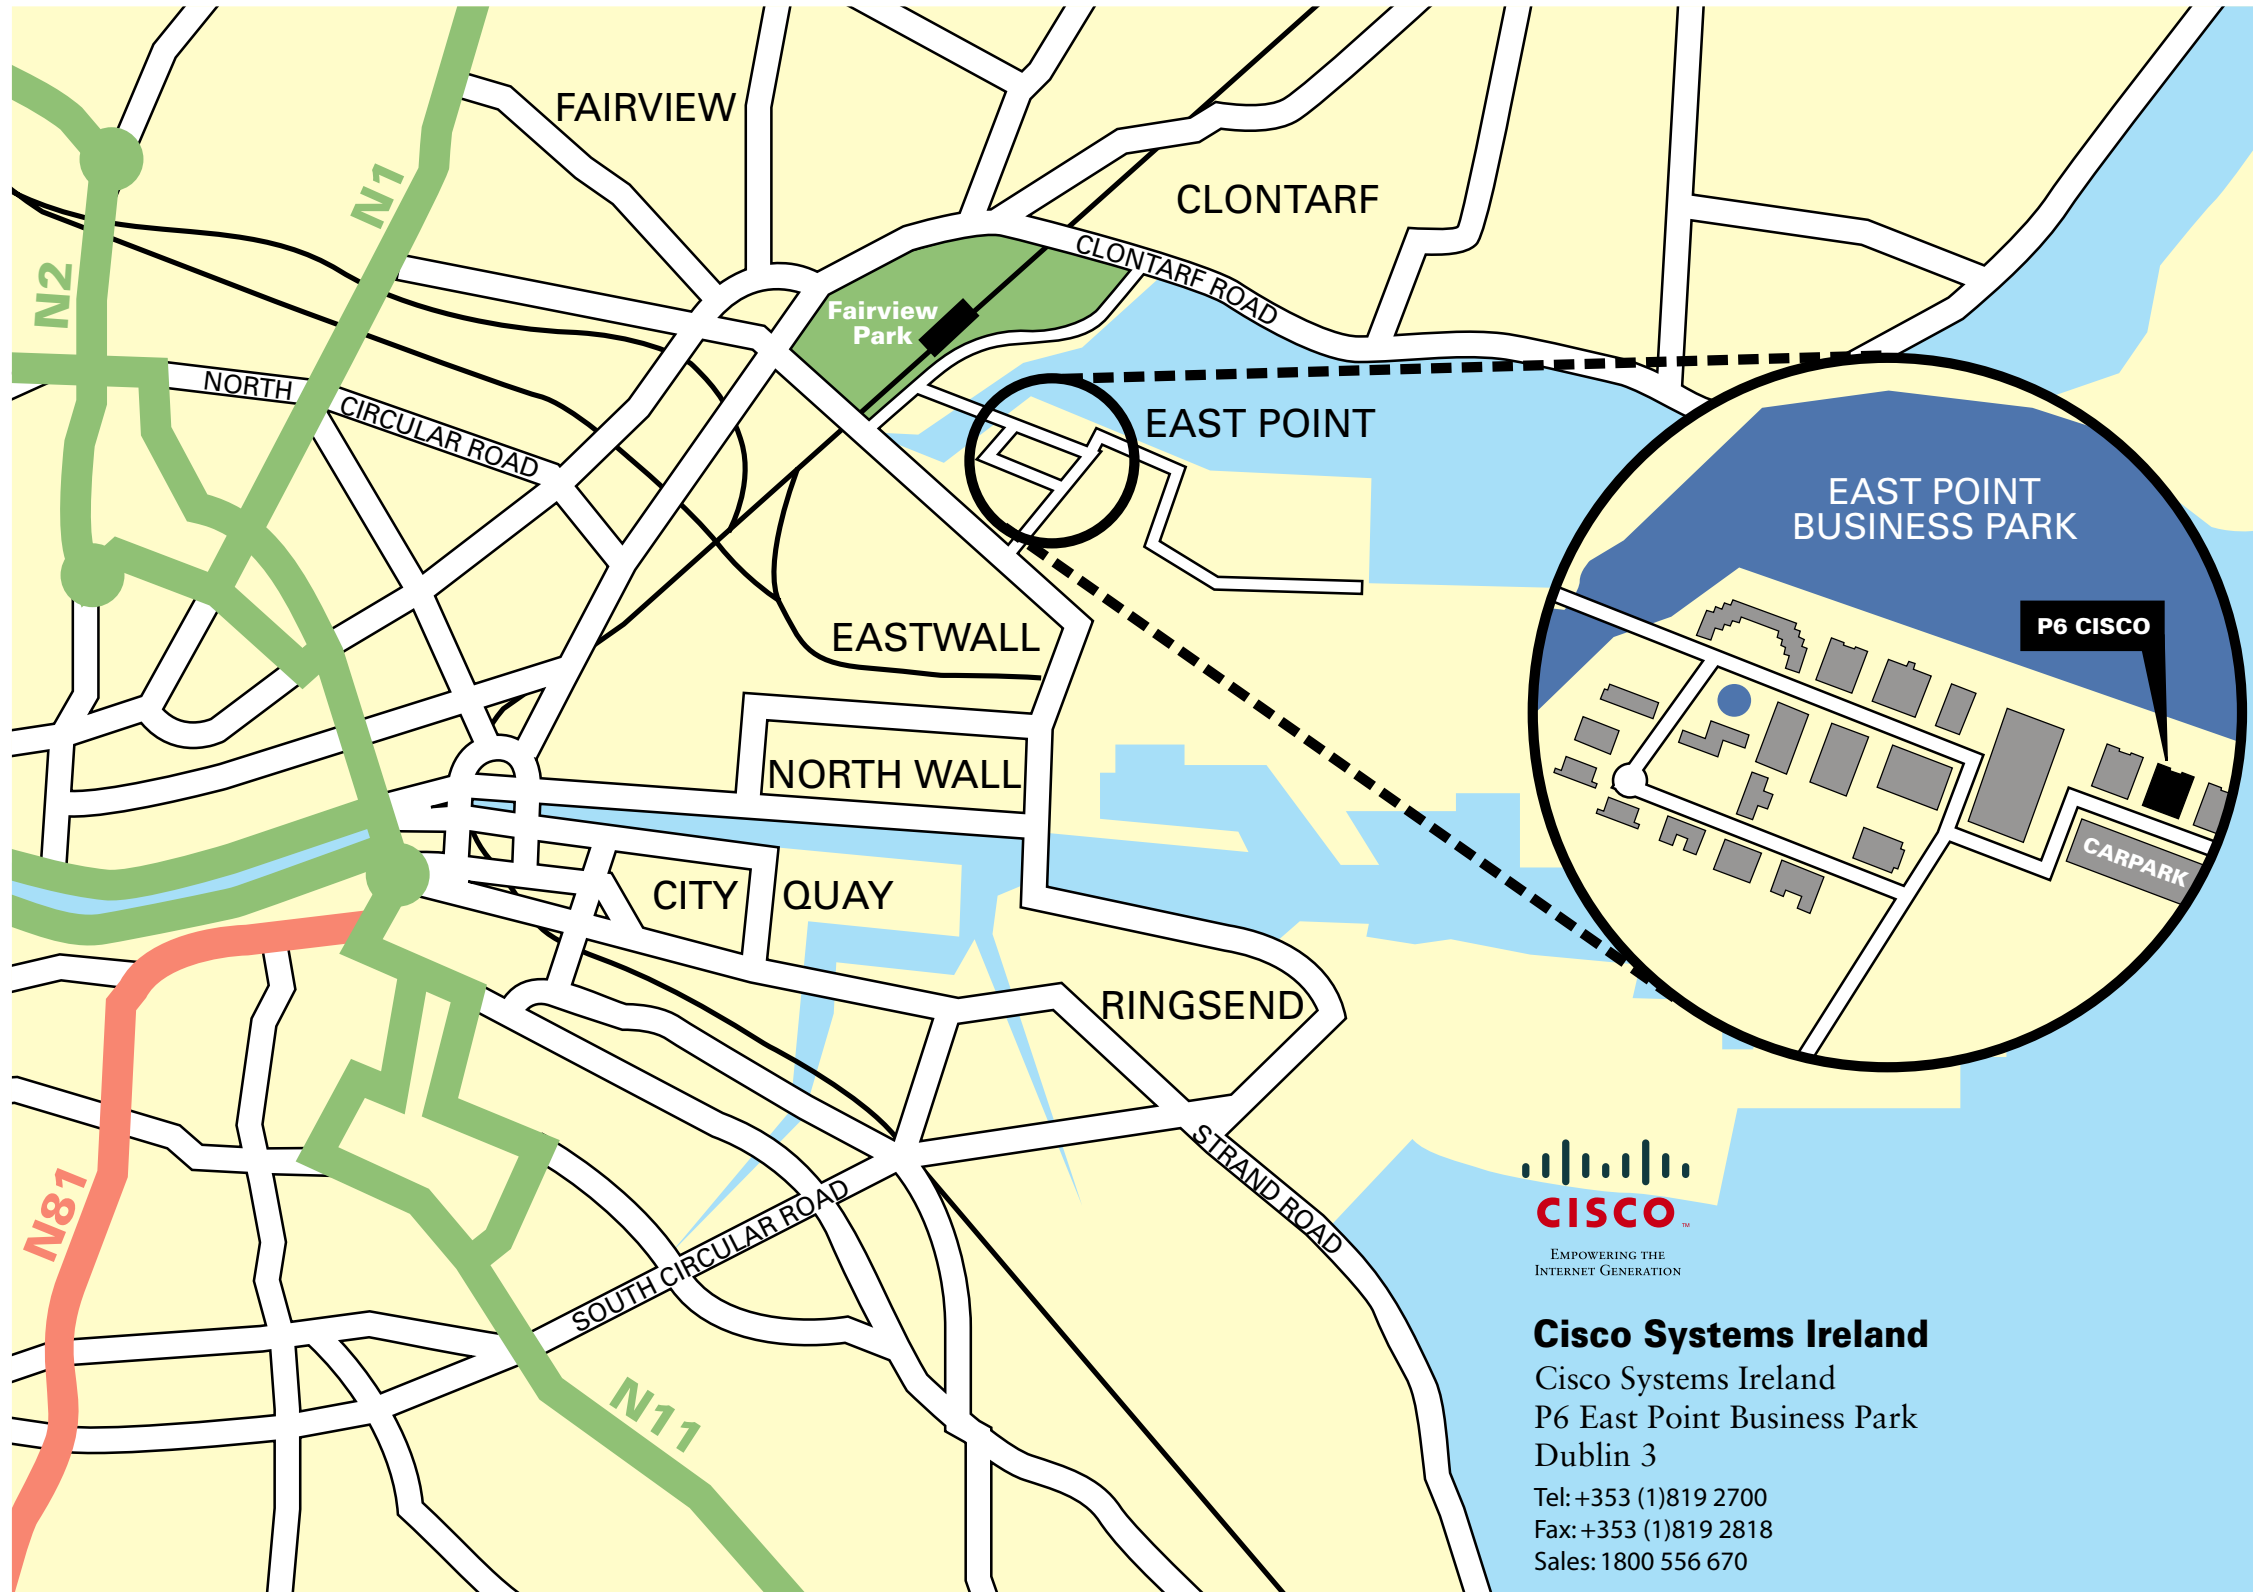 FAIRVIEW
N1
CLONTARF
CLONTARF ROAD
N2
Fairview
Park
NORTH CIRCULAR ROAD
EAST POINT
EAST POINT
BUSINESS PARK
P6 CISCO
EASTWALL
NORTH WALL
CARPARK
CITY QUAY
RINGSEND
STRAND ROAD
N81
SOUTH CIRCULAR ROAD
CISCO TM
EMPOWERING THE
INTERNET GENERATION
Cisco Systems Ireland
Cisco Systems Ireland
P6 East Point Business Park
Dublin 3
N11
Tel: +353 (1)819 2700
Fax: +353 (1)819 2818
Sales: 1800 556 670